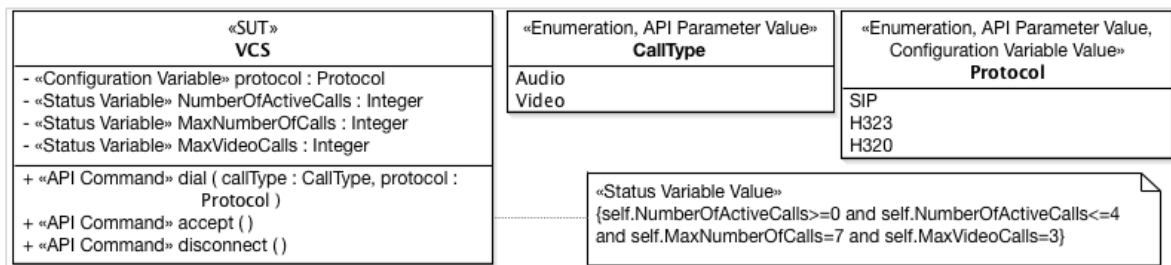 «SUT»
VCS
- «Configuration Variable» protocol : Protocol
- «Status Variable» NumberOfActiveCalls : Integer
- «Status Variable» MaxNumberOfCalls : Integer
- «Status Variable» MaxVideoCalls : Integer
+ «API Command» dial ( callType : CallType, protocol :
Protocol )
+ «API Command» accept ( )
+ «API Command» disconnect ( )
«Enumeration, API Parameter Value»
CallType
Audio
Video
«Enumeration, API Parameter Value,
Configuration Variable Value»
Protocol
SIP
H323
H320
«Status Variable Value»
{self.NumberOfActiveCalls>=0 and self.NumberOfActiveCalls<=4
and self.MaxNumberOfCalls=7 and self.MaxVideoCalls=3}